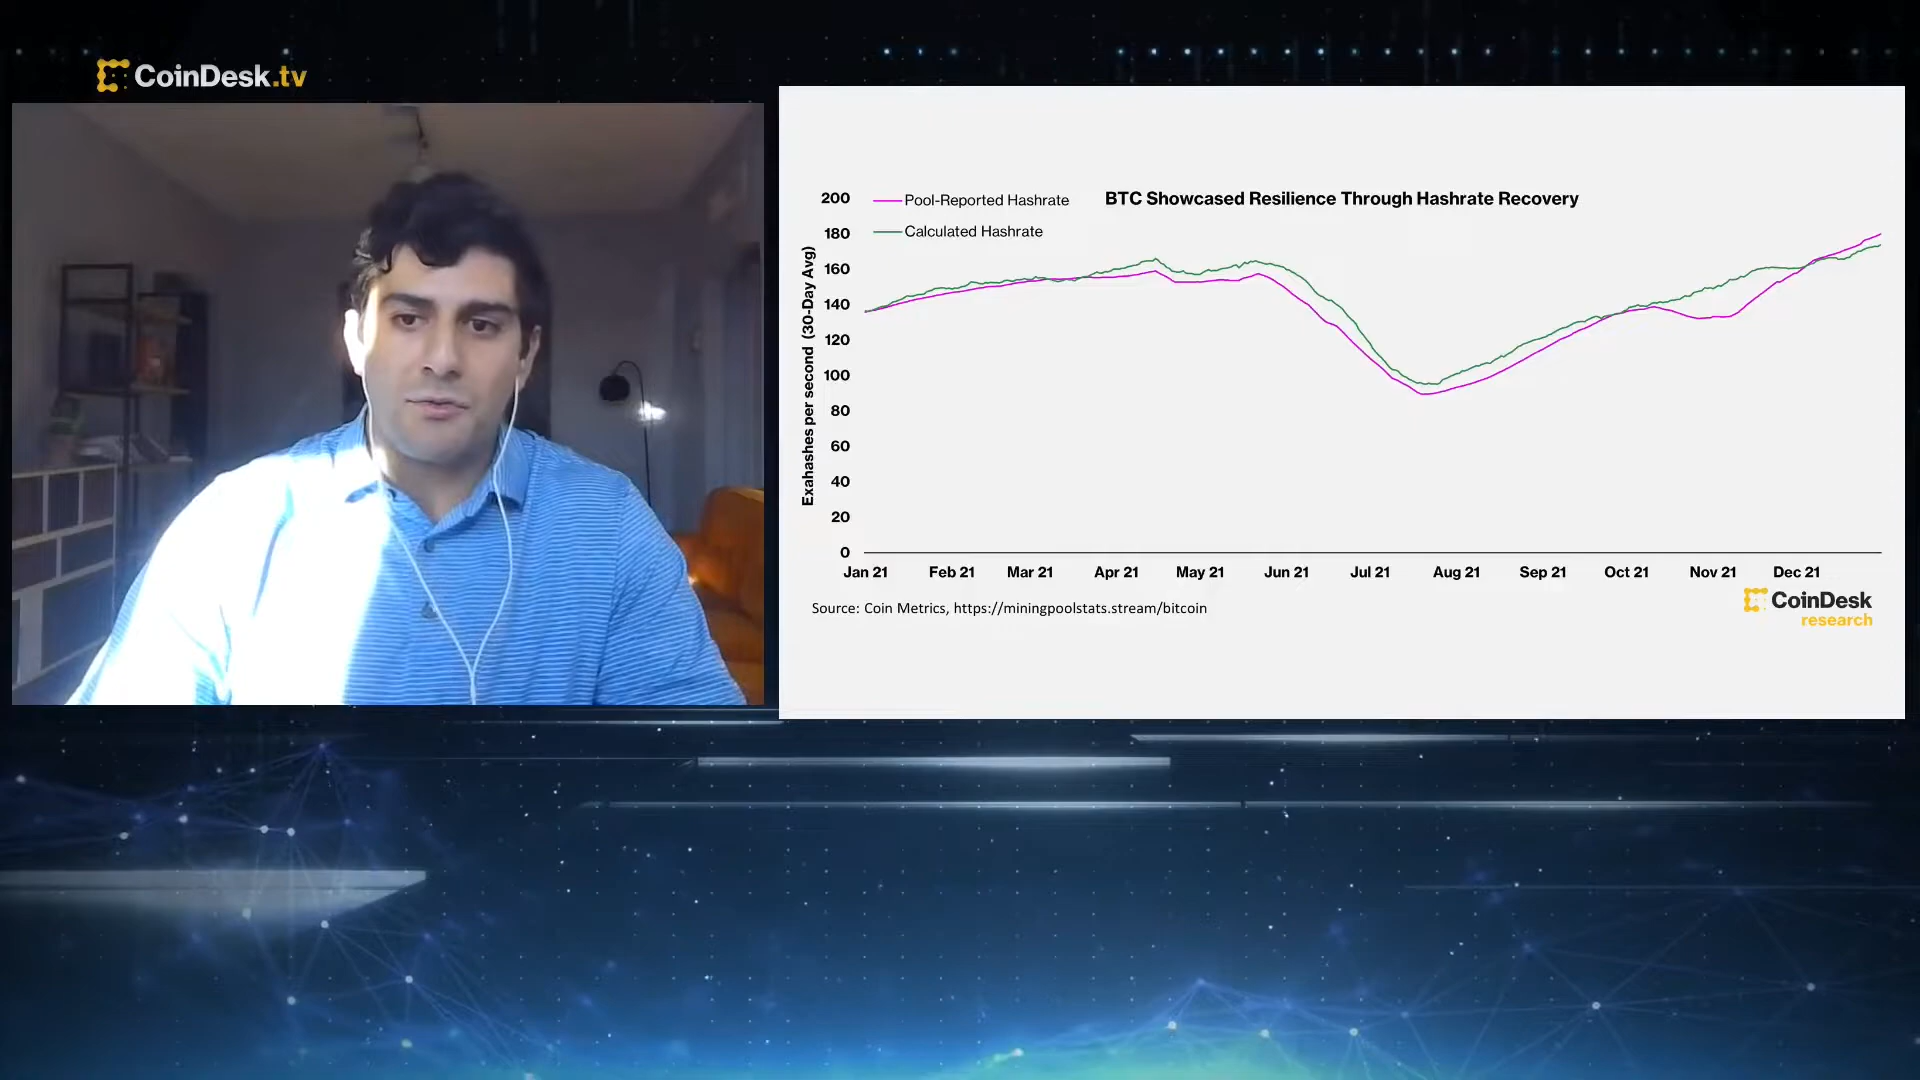 CoinDesk.tv
BTC Showcased Resilience Through Hashrate Recovery
Pool-Reported Hashrate
Calculated Hashrate
Exahashes per second (30-Day Avg)
200
180
160
140
120
100
80
60
40
20
0
Jan 21 Feb 21 Mar 21 Apr 21 May 21 Jun 21 Jul 21 Aug 21 Sep 21 Oct 21 Nov 21 Dec 21
Source: Coin Metrics, https://miningpoolstats.stream/bitcoin
CoinDesk
research